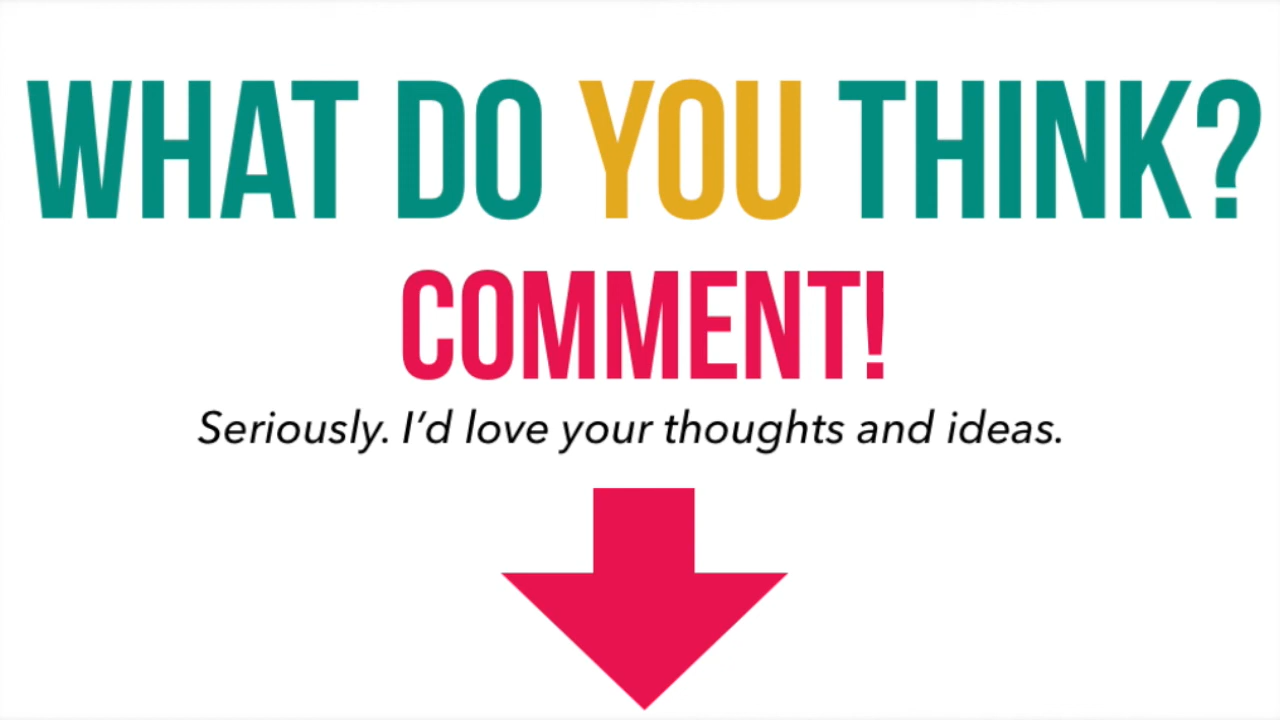 WHAT DO YOU THINK?
COMMENT!
Seriously. I’d love your thoughts and ideas.